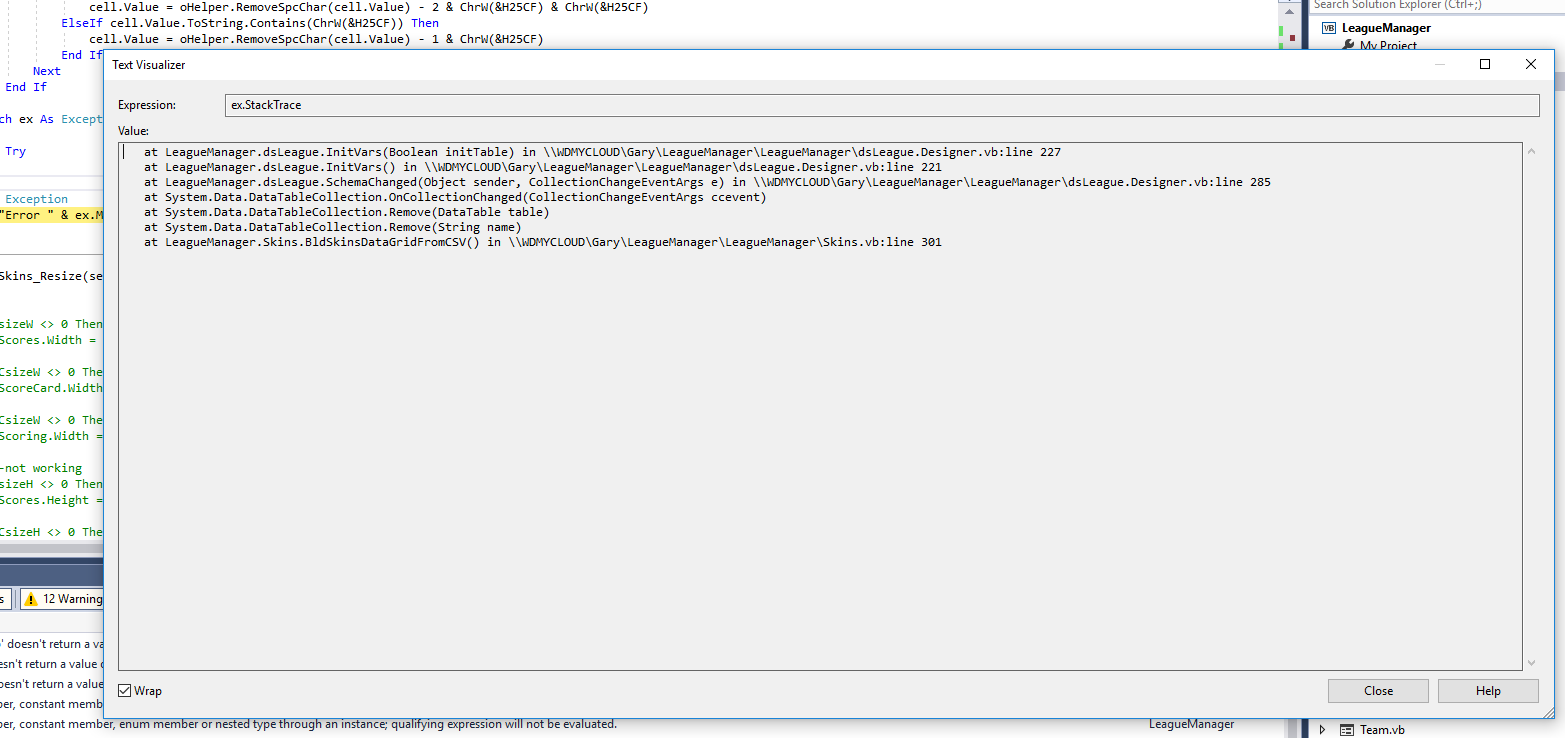 cell.Value = oHelper.RemoveSpcChar(cell.Value) - 2 & ChrW(&H25CF) & ChrW(&H25CF)
ElseIf cell.Value.ToString.Contains(ChrW(&H25CF)) Then
cell.Value = oHelper.RemoveSpcChar(cell.Value) - 1 & ChrW(&H25CF)
End If
Next
End If
ch ex As Except
Try
Exception
"Error " & ex.M
Skins_Resize(se
sizeW <> 0 Then
Scores.Width =
CsizeW <> 0 The
ScoreCard.Width
CsizeW <> 0 The
Scoring.Width =
-not working
sizeH <> 0 Then
Scores.Height =
CsizeH <> 0 The
Search Solution Explorer (Ctrl+;)
VB LeagueManager
My Project
Text Visualizer
Expression:
ex.StackTrace
Value:
at LeagueManager.dsLeague.InitVars(Boolean initTable) in \\WDMYCLOUD\Gary\LeagueManager\LeagueManager\dsLeague.Designer.vb:line 227
at LeagueManager.dsLeague.InitVars() in \\WDMYCLOUD\Gary\LeagueManager\LeagueManager\dsLeague.Designer.vb:line 221
at LeagueManager.dsLeague.SchemaChanged(Object sender, CollectionChangeEventArgs e) in \\WDMYCLOUD\Gary\LeagueManager\LeagueManager\dsLeague.Designer.vb:line 285
at System.Data.DataTableCollection.OnCollectionChanged(CollectionChangeEventArgs ccevent)
at System.Data.DataTableCollection.Remove(DataTable table)
at System.Data.DataTableCollection.Remove(String name)
at LeagueManager.Skins.BldSkinsDataGridFromCSV() in \\WDMYCLOUD\Gary\LeagueManager\LeagueManager\Skins.vb:line 301
Wrap
Close
Help
s
12 Warning
' doesn't return a va
esn't return a value o
oesn't return a value
ber, constant memb
ber, constant member, enum member or nested type through an instance; qualifying expression will not be evaluated.
LeagueManager
Team.vb